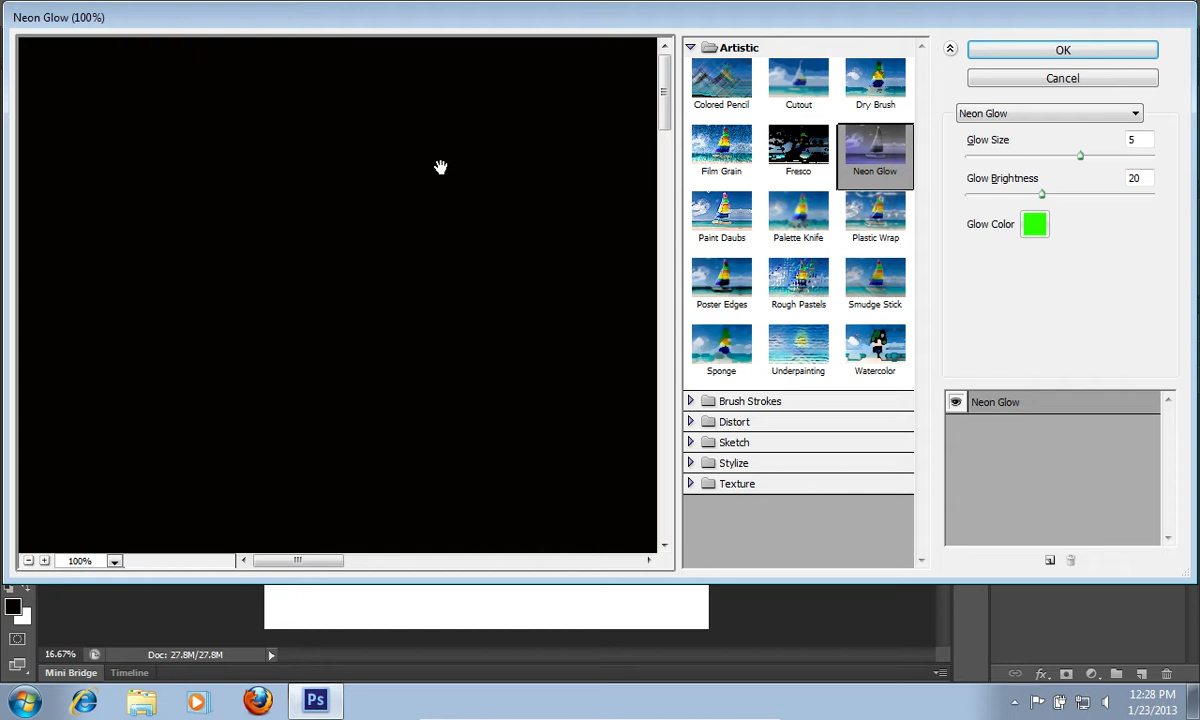 Neon Glow (100%)
Artistic
Colored Pencil
Cutout
Dry Brush
Film Grain
Fresco
Neon Glow
Paint Daubs
Palette Knife
Plastic Wrap
Poster Edges
Rough Pastels
Smudge Stick
Sponge
Underpainting
Watercolor
Brush Strokes
Distort
Sketch
Stylize
Texture
OK
Cancel
Neon Glow
Glow Size 5
Glow Brightness 20
Glow Color
Neon Glow
100%
16.67% Doc: 27.8M/27.8M
Mini Bridge Timeline
fx
Ps
12:28 PM
1/23/2013